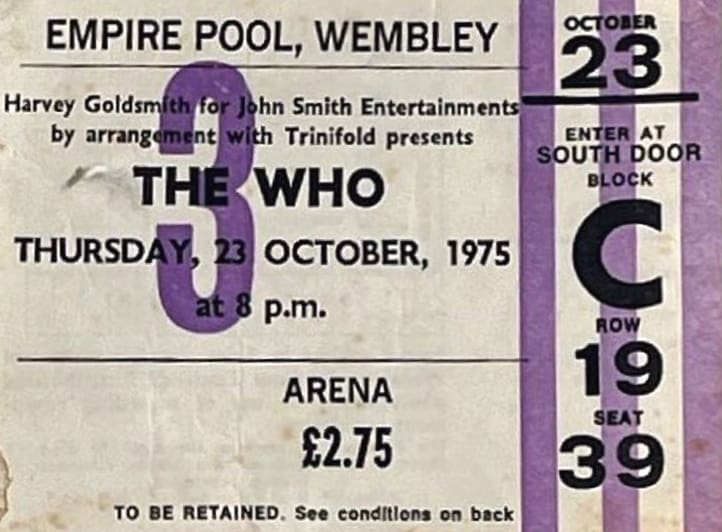 EMPIRE POOL, WEMBLEY
Harvey Goldsmith for John Smith Entertainments
by arrangement with Trinifold presents
3
THE WHO
THURSDAY, 23 OCTOBER, 1975
at 8 p.m.
ARENA
£2.75
TO BE RETAINED. See conditions on back
OCTOBER
23
ENTER AT
SOUTH DOOR
BLOCK
C
ROW
19
SEAT
39